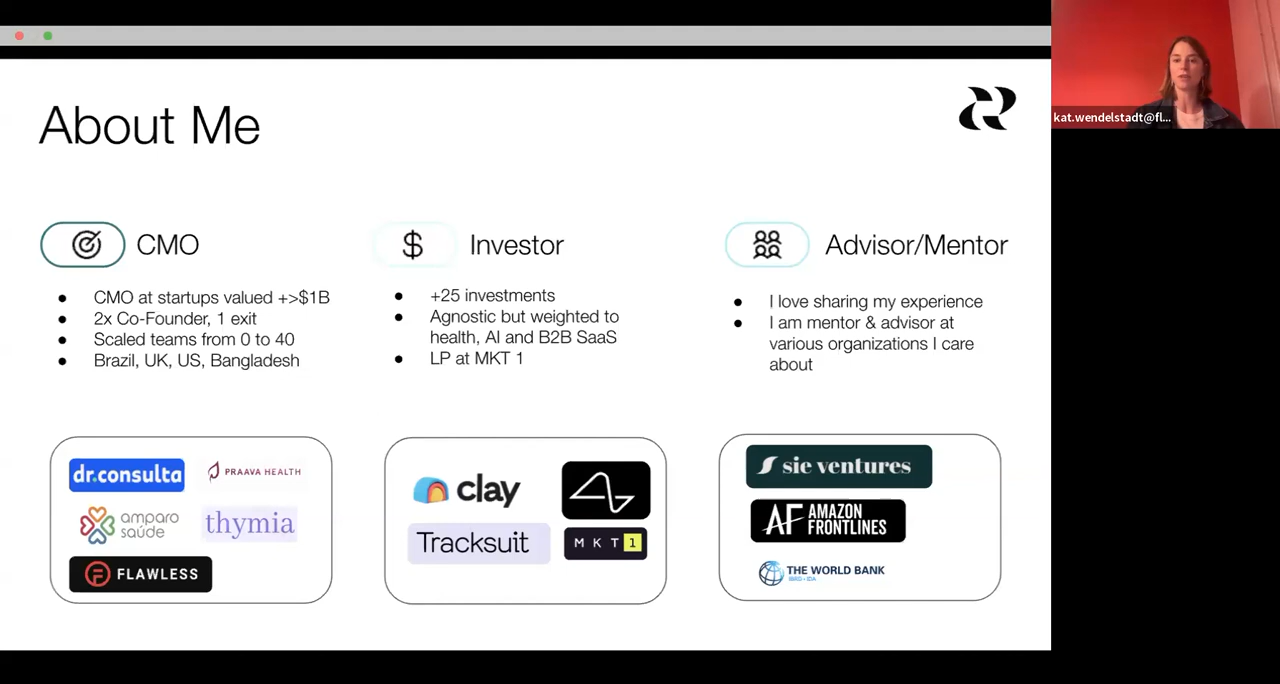 About Me
kat.wendelstadt@fl...
CMO
CMO at startups valued +>$1B
2x Co-Founder, 1 exit
Scaled teams from 0 to 40
Brazil, UK, US, Bangladesh
Investor
+25 investments
Agnostic but weighted to
health, AI and B2B SaaS
LP at MKT 1
Advisor/Mentor
I love sharing my experience
I am mentor & advisor at
various organizations I care
about
dr.consulta
PRAAVA HEALTH
amparo
saúde
thymia
FLAWLESS
clay
Tracksuit
MKT1
sie ventures
AF AMAZON
FRONTLINES
THE WORLD BANK
IBRD • IDA